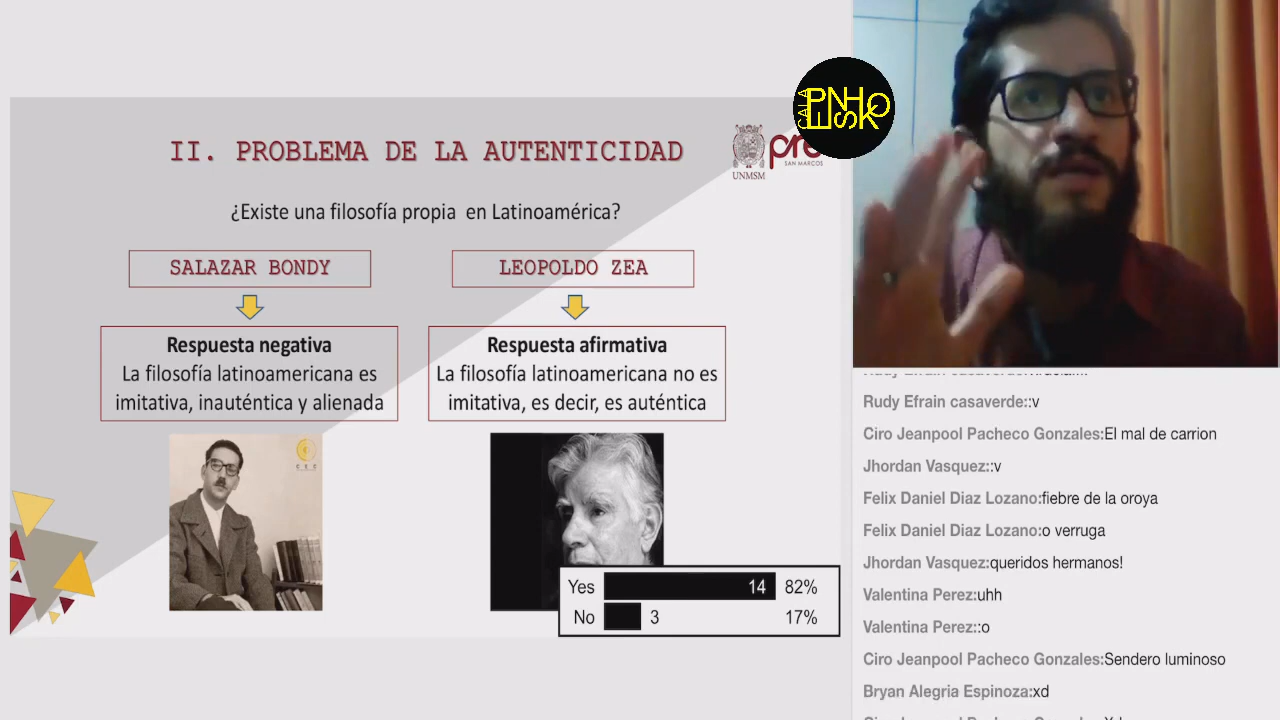 II. PROBLEMA DE LA AUTENTICIDAD
UNMSM
SAN MARCOS
¿Existe una filosofía propia en Latinoamérica?
SALAZAR BONDY
LEOPOLDO ZEA
Respuesta negativa
La filosofía latinoamericana es
imitativa, inauténtica y alienada
Respuesta afirmativa
La filosofía latinoamericana no es
imitativa, es decir, es auténtica
C E C
Yes 14 82%
No 3 17%
Rudy Efrain casaverde::v
Ciro Jeanpool Pacheco Gonzales:El mal de carrion
Jhordan Vasquez::v
Felix Daniel Diaz Lozano:fiebre de la oroya
Felix Daniel Diaz Lozano:o verruga
Jhordan Vasquez:queridos hermanos!
Valentina Perez:uhh
Valentina Perez::o
Ciro Jeanpool Pacheco Gonzales:Sendero luminoso
Bryan Alegria Espinoza:xd